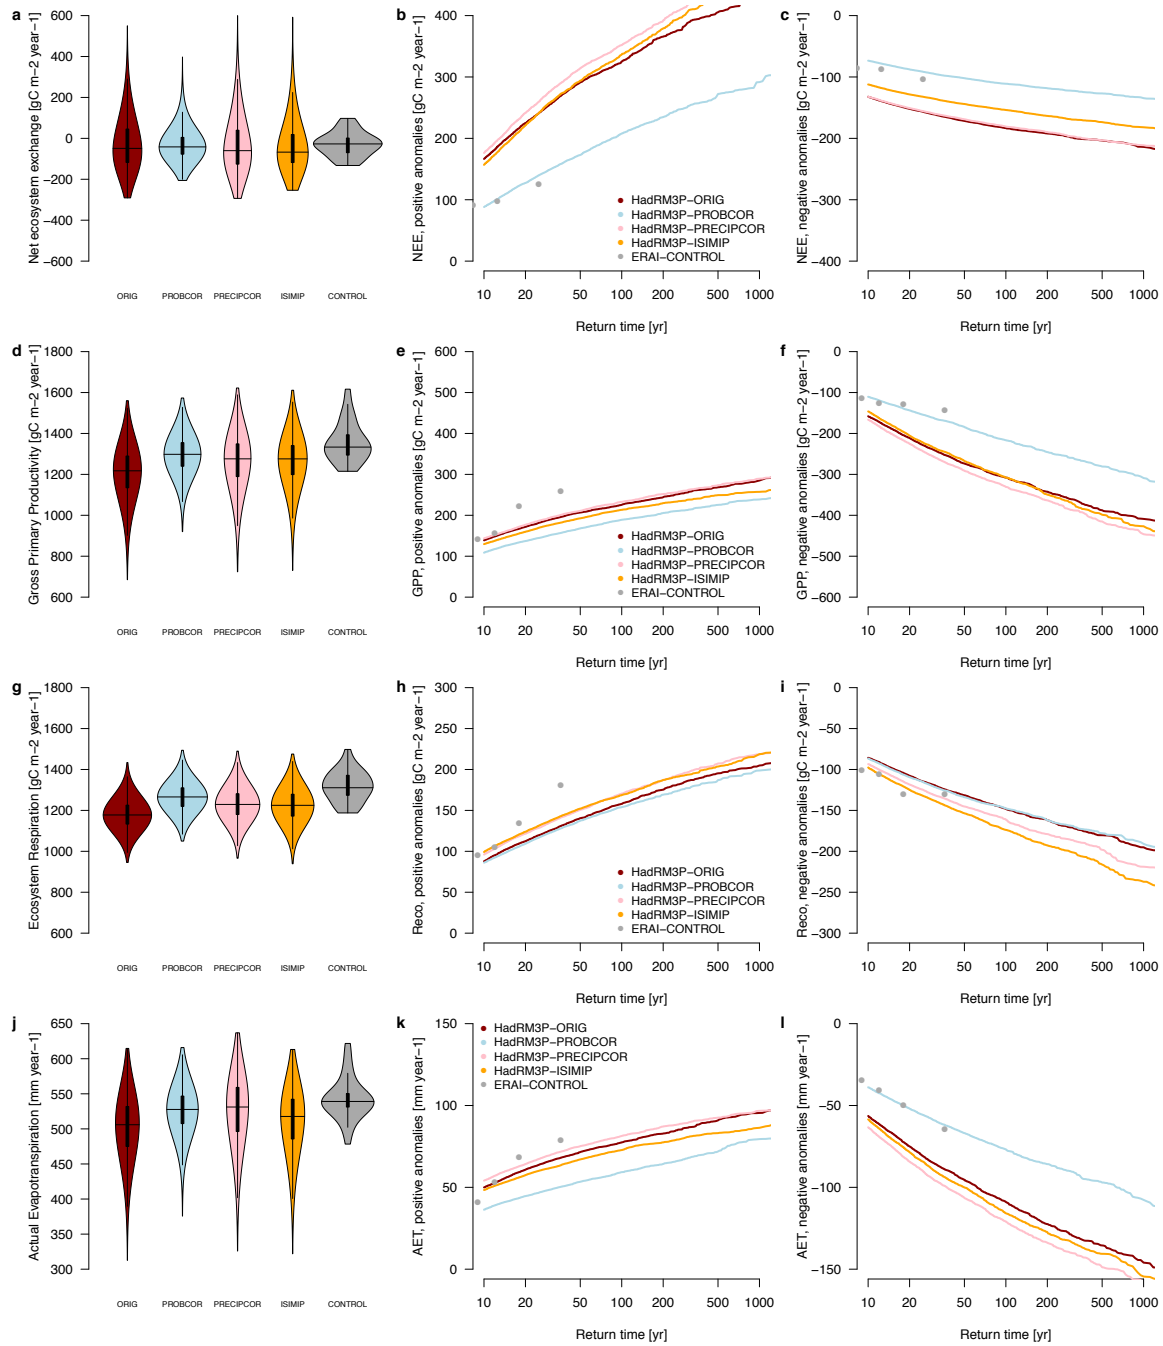 a
Net ecosystem exchange [gC m−2 year−1]
600
400
200
0
−200
−400
−600
ORIG PROBCOR PRECIPCOR ISIMIP CONTROL
b
NEE, positive anomalies [gC m−2 year−1]
400
300
200
100
0
HadRM3P−ORIG
HadRM3P−PROBCOR
HadRM3P−PRECIPCOR
HadRM3P−ISIMIP
ERAI−CONTROL
10 20 50 100 200 500 1000
Return time [yr]
c
NEE, negative anomalies [gC m−2 year−1]
0
−100
−200
−300
−400
10 20 50 100 200 500 1000
Return time [yr]
d
Gross Primary Productivity [gC m−2 year−1]
1800
1600
1400
1200
1000
800
600
ORIG PROBCOR PRECIPCOR ISIMIP CONTROL
e
GPP, positive anomalies [gC m−2 year−1]
600
500
400
300
200
100
0
HadRM3P−ORIG
HadRM3P−PROBCOR
HadRM3P−PRECIPCOR
HadRM3P−ISIMIP
ERAI−CONTROL
10 20 50 100 200 500 1000
Return time [yr]
f
GPP, negative anomalies [gC m−2 year−1]
0
−100
−200
−300
−400
−500
−600
10 20 50 100 200 500 1000
Return time [yr]
g
Ecosystem Respiration [gC m−2 year−1]
1800
1600
1400
1200
1000
800
600
ORIG PROBCOR PRECIPCOR ISIMIP CONTROL
h
Reco, positive anomalies [gC m−2 year−1]
300
250
200
150
100
50
0
HadRM3P−ORIG
HadRM3P−PROBCOR
HadRM3P−PRECIPCOR
HadRM3P−ISIMIP
ERAI−CONTROL
10 20 50 100 200 500 1000
Return time [yr]
i
Reco, negative anomalies [gC m−2 year−1]
0
−50
−100
−150
−200
−250
−300
10 20 50 100 200 500 1000
Return time [yr]
j
Actual Evapotranspiration [mm year−1]
650
600
550
500
450
400
350
300
ORIG PROBCOR PRECIPCOR ISIMIP CONTROL
k
AET, positive anomalies [mm year−1]
150
100
50
0
HadRM3P−ORIG
HadRM3P−PROBCOR
HadRM3P−PRECIPCOR
HadRM3P−ISIMIP
ERAI−CONTROL
10 20 50 100 200 500 1000
Return time [yr]
l
AET, negative anomalies [mm year−1]
0
−50
−100
−150
10 20 50 100 200 500 1000
Return time [yr]